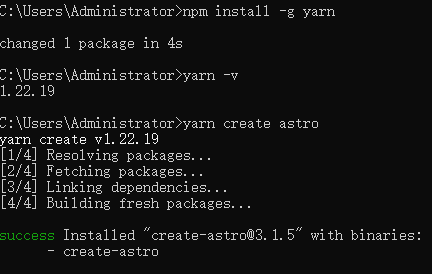 C:\Users\Administrator>npm install -g yarn
changed 1 package in 4s
C:\Users\Administrator>yarn -v
1.22.19
C:\Users\Administrator>yarn create astro
yarn create v1.22.19
[1/4] Resolving packages...
[2/4] Fetching packages...
[3/4] Linking dependencies...
[4/4] Building fresh packages...
success Installed "create-astro@3.1.5" with binaries:
- create-astro